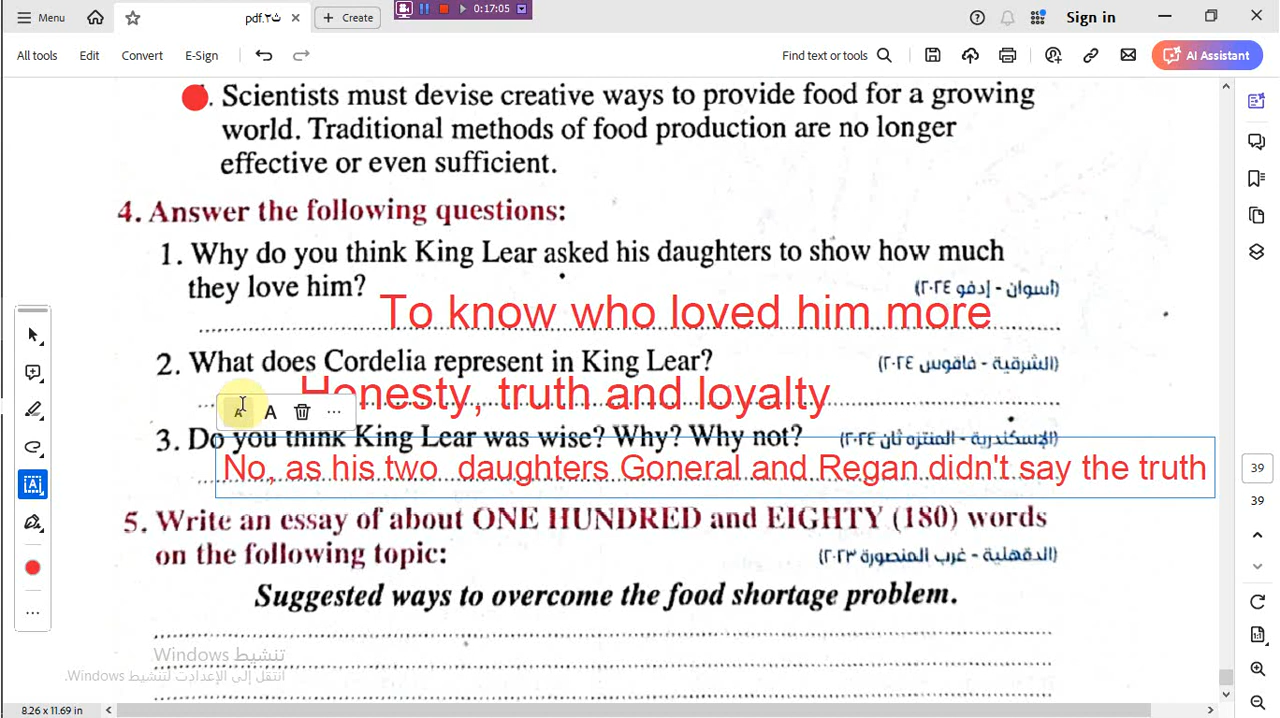 Menu
pdf.٣ث
Create
0:17:05
Sign in
All tools
Edit
Convert
E-Sign
Find text or tools
AI Assistant
. Scientists must devise creative ways to provide food for a growing
world. Traditional methods of food production are no longer
effective or even sufficient.
4. Answer the following questions:
1. Why do you think King Lear asked his daughters to show how much
they love him?
(أسوان - إدفو ٢٠٢٤)
To know who loved him more
2. What does Cordelia represent in King Lear?
(الشرقية - فاقوس ٢٠٢٤)
Honesty, truth and loyalty
A A ...
3. Do you think King Lear was wise? Why? Why not?
(الإسكندرية - المنتزه ثان ٢٠٢٤)
No, as his two daughters Goneral and Regan didn't say the truth
5. Write an essay of about ONE HUNDRED and EIGHTY (180) words
on the following topic:
(الدقهلية - غرب المنصورة ٢٠٢٣)
Suggested ways to overcome the food shortage problem.
تنشيط Windows
انتقل إلى الإعدادات لتنشيط Windows.
39
39
8.26 x 11.69 in